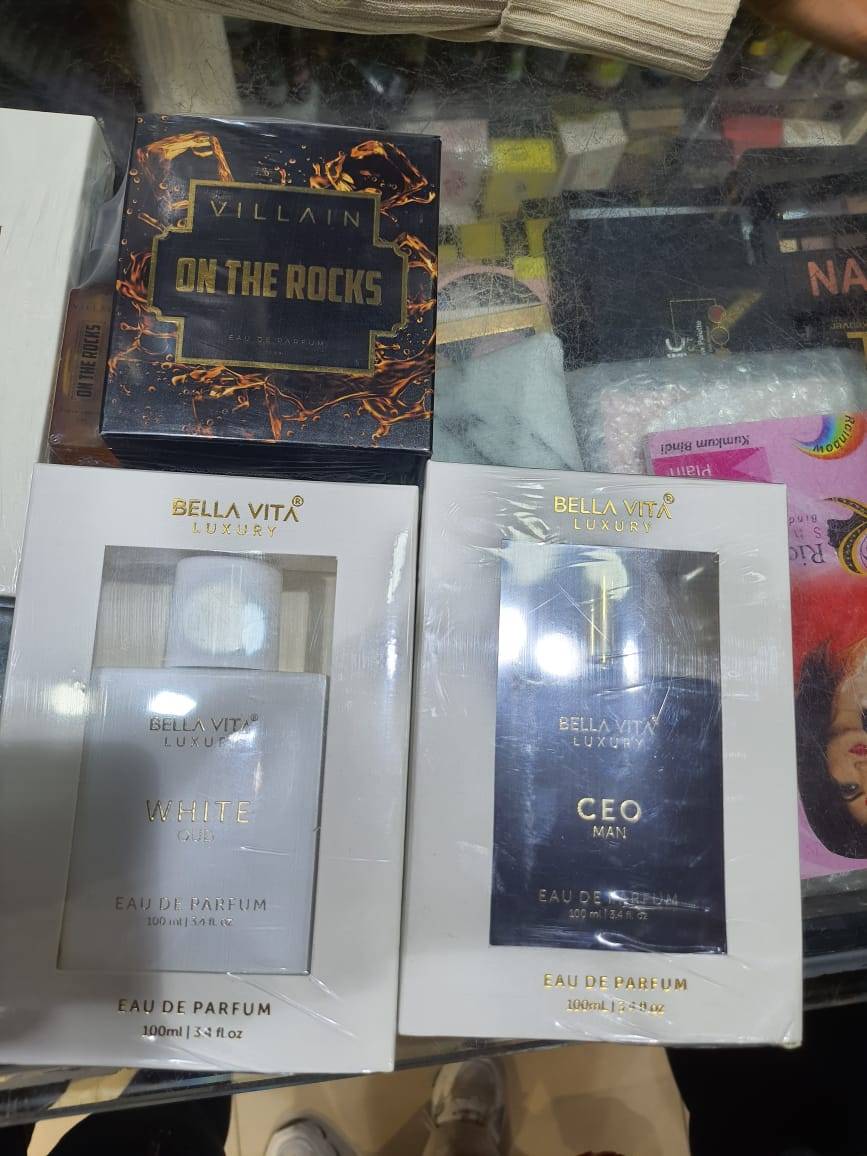 VILLAIN
ON THE ROCKS
EAU DE PARFUM
ON THE ROCKS
BELLA VITA®
LUXURY
BELLA VITA®
LUXURY
WHITE
OUD
EAU DE PARFUM
100 ml | 3.4 fl. oz
EAU DE PARFUM
100ml | 3.4 fl.oz
BELLA VITA®
LUXURY
BELLA VITA®
LUXURY
CEO
MAN
EAU DE PARFUM
100 ml | 3.4 fl. oz
EAU DE PARFUM
100mL | 3.4 fl oz
NA
Rainbow
Kumkum Bindi
Plain